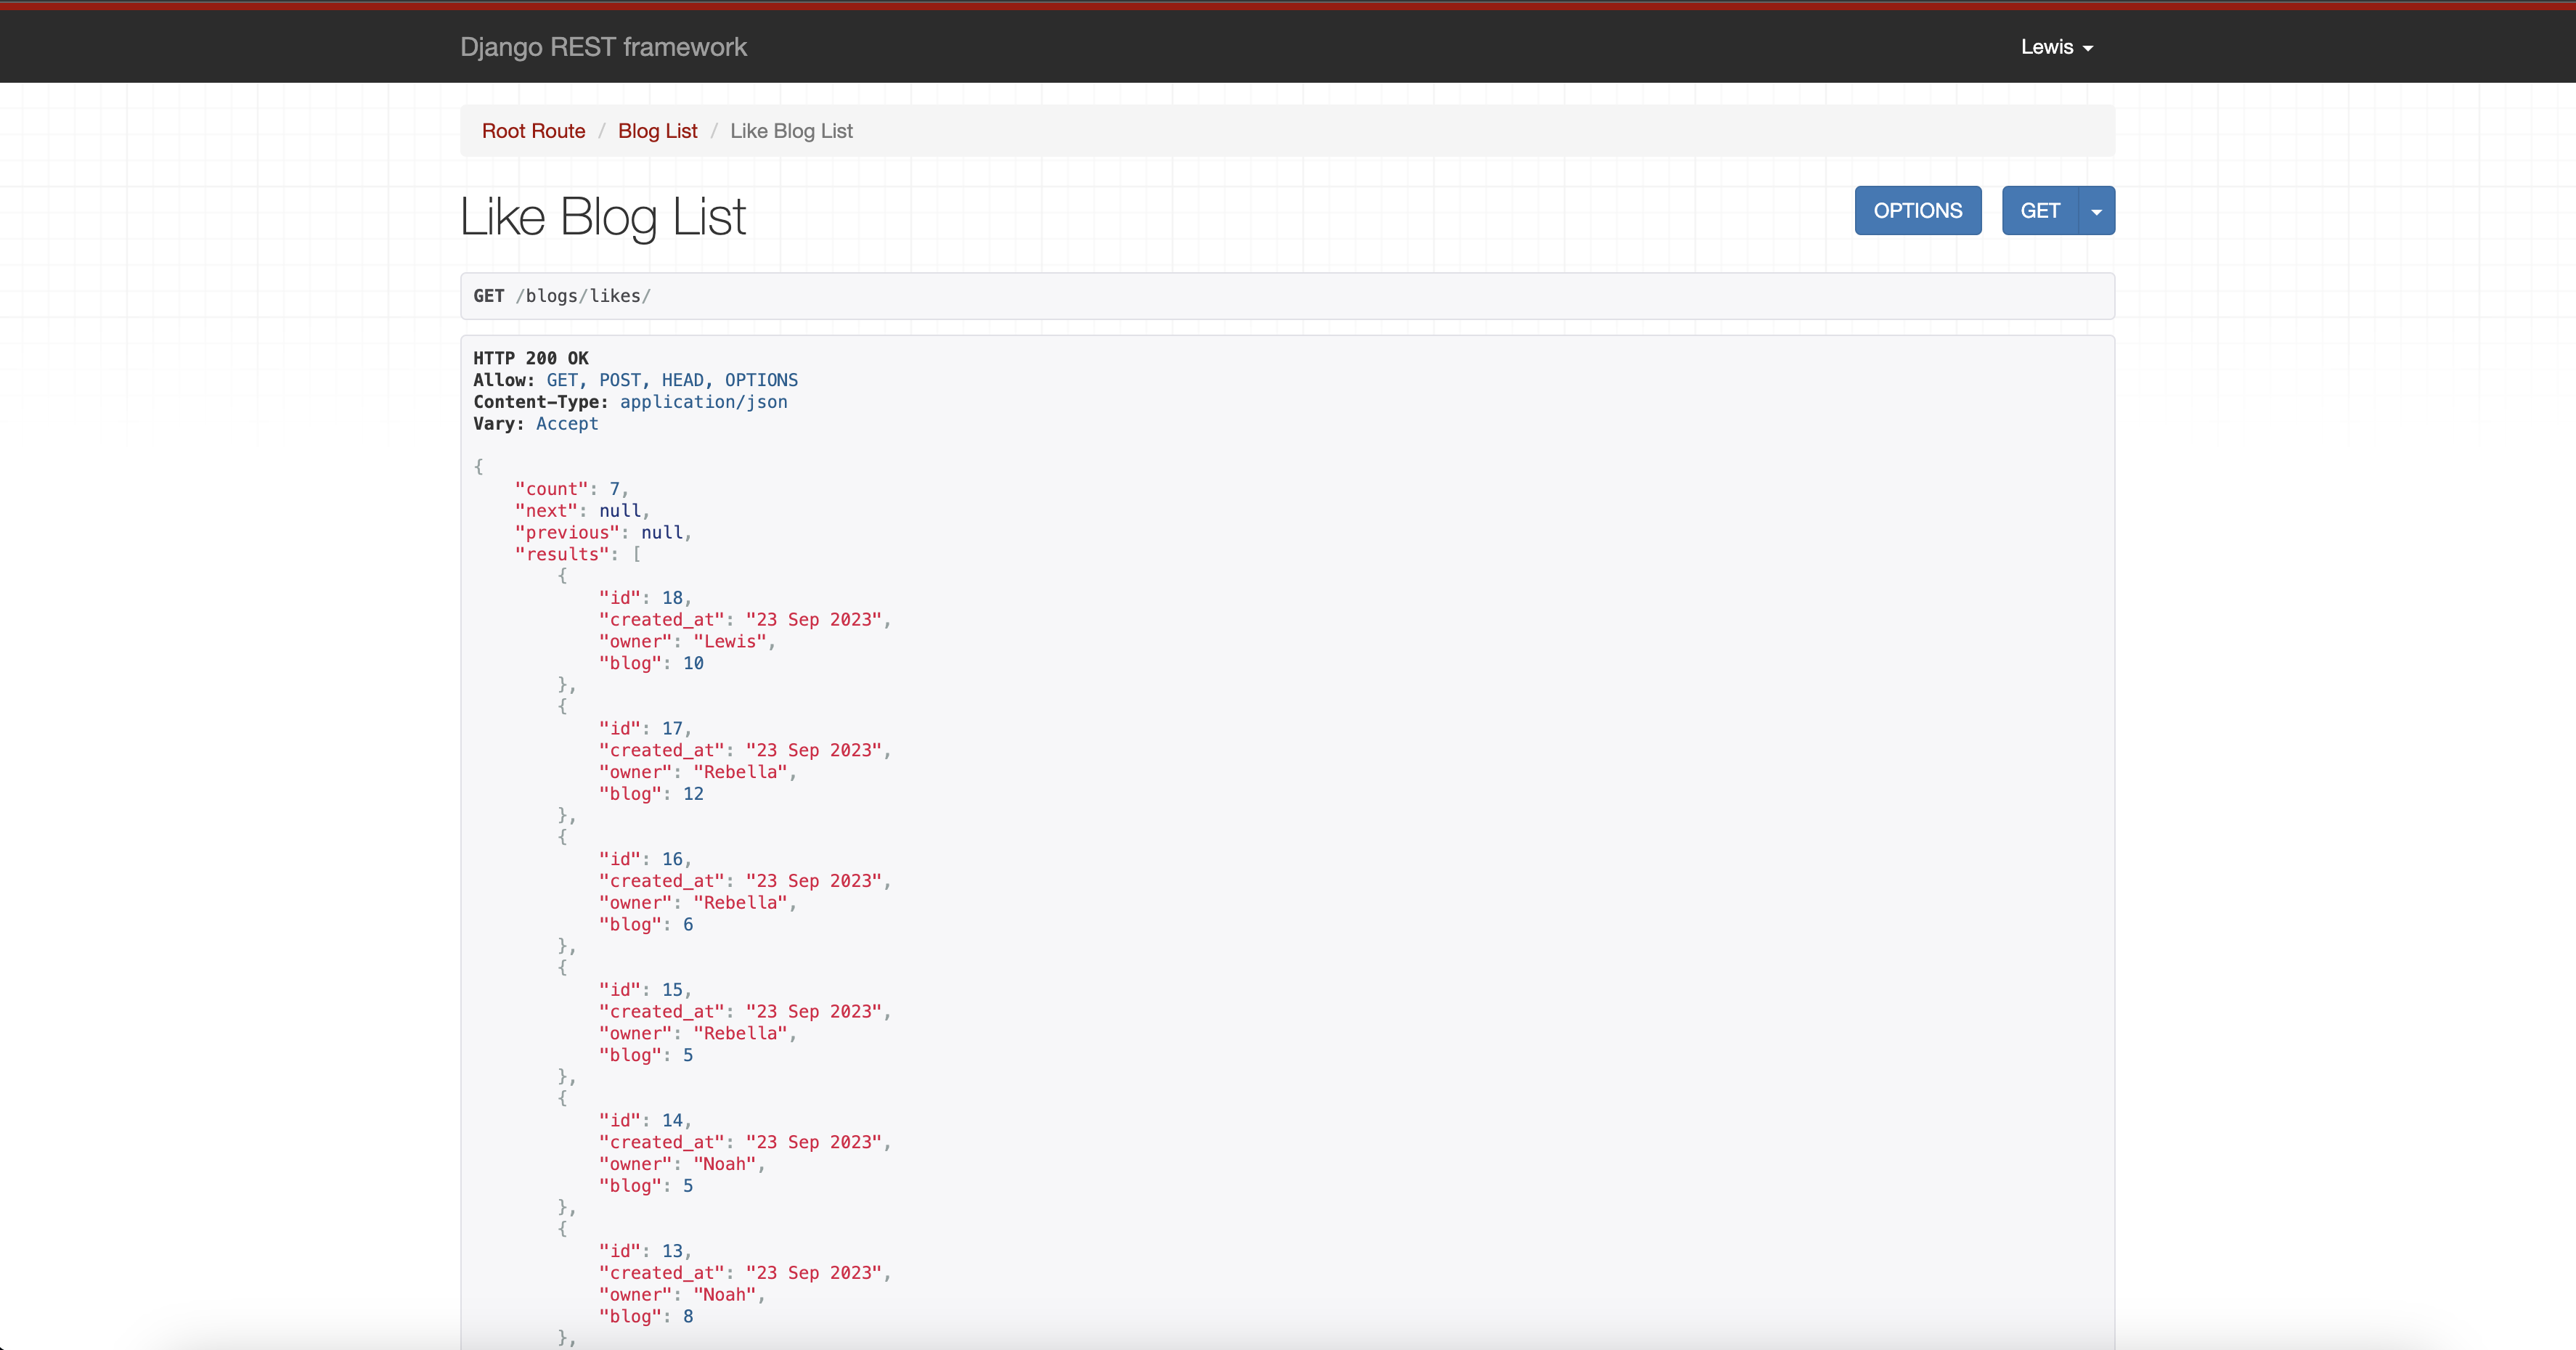 Django REST framework
Lewis
Root Route / Blog List / Like Blog List
Like Blog List
OPTIONS
GET
GET /blogs/likes/
HTTP 200 OK
Allow: GET, POST, HEAD, OPTIONS
Content-Type: application/json
Vary: Accept
{
"count": 7,
"next": null,
"previous": null,
"results": [
{
"id": 18,
"created_at": "23 Sep 2023",
"owner": "Lewis",
"blog": 10
},
{
"id": 17,
"created_at": "23 Sep 2023",
"owner": "Rebella",
"blog": 12
},
{
"id": 16,
"created_at": "23 Sep 2023",
"owner": "Rebella",
"blog": 6
},
{
"id": 15,
"created_at": "23 Sep 2023",
"owner": "Rebella",
"blog": 5
},
{
"id": 14,
"created_at": "23 Sep 2023",
"owner": "Noah",
"blog": 5
},
{
"id": 13,
"created_at": "23 Sep 2023",
"owner": "Noah",
"blog": 8
},